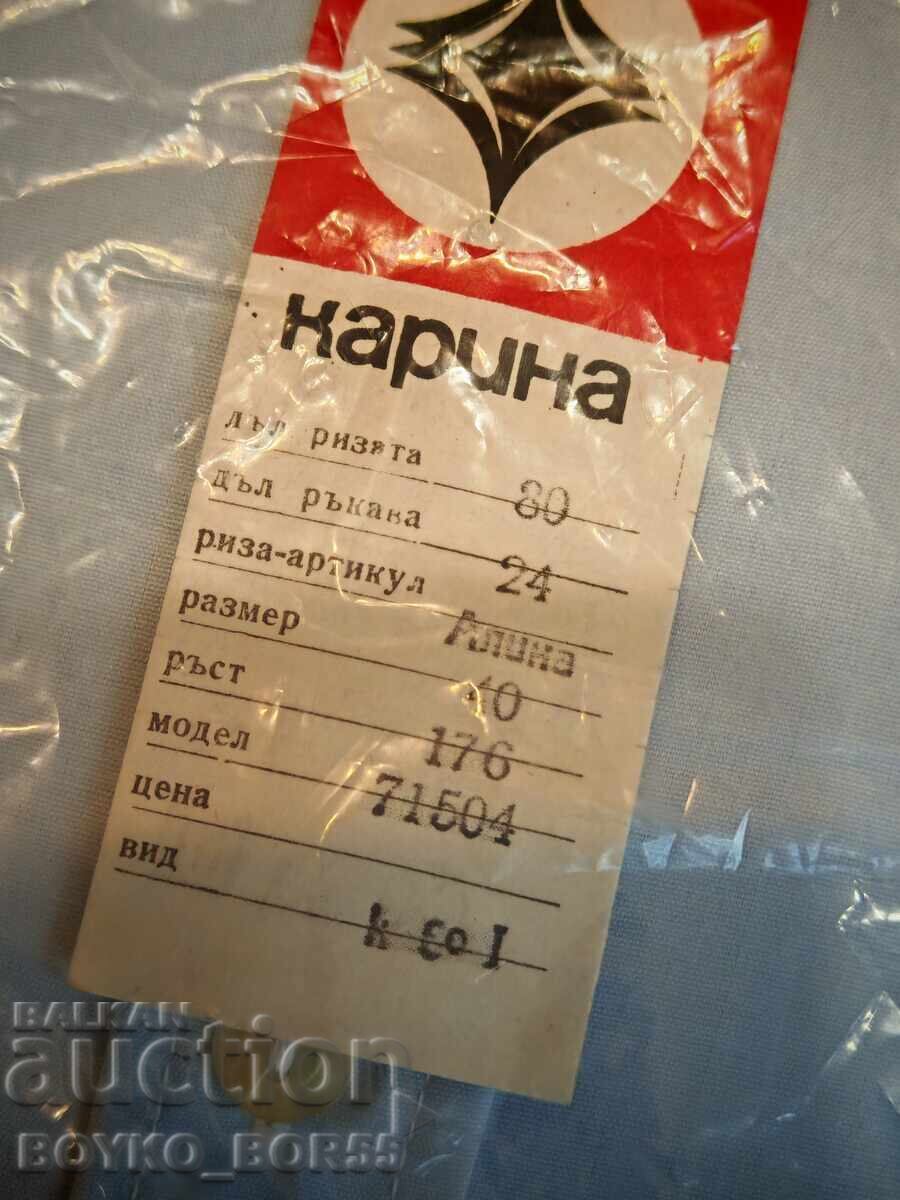 карина
дъл ризата 80
дъл ръкава 24
риза-артикул Алина
размер 40
ръст 176
модел 71504
цена
вид
BALKAN
auction
BOYKO_BOR55